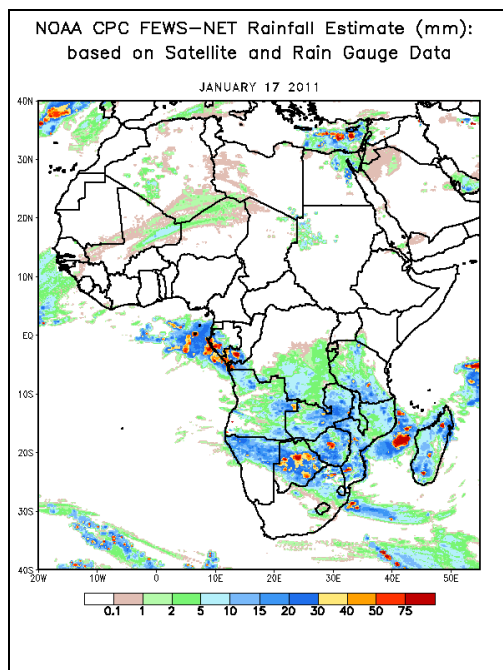 NOAA CPC FEWS-NET Rainfall Estimate (mm):
based on Satellite and Rain Gauge Data
JANUARY 17 2011
40N
30N
20N
10N
EQ
10S
20S
30S
40S
20W 10W 0 10E 20E 30E 40E 50E
0.1 1 2 5 10 15 20 30 40 50 75